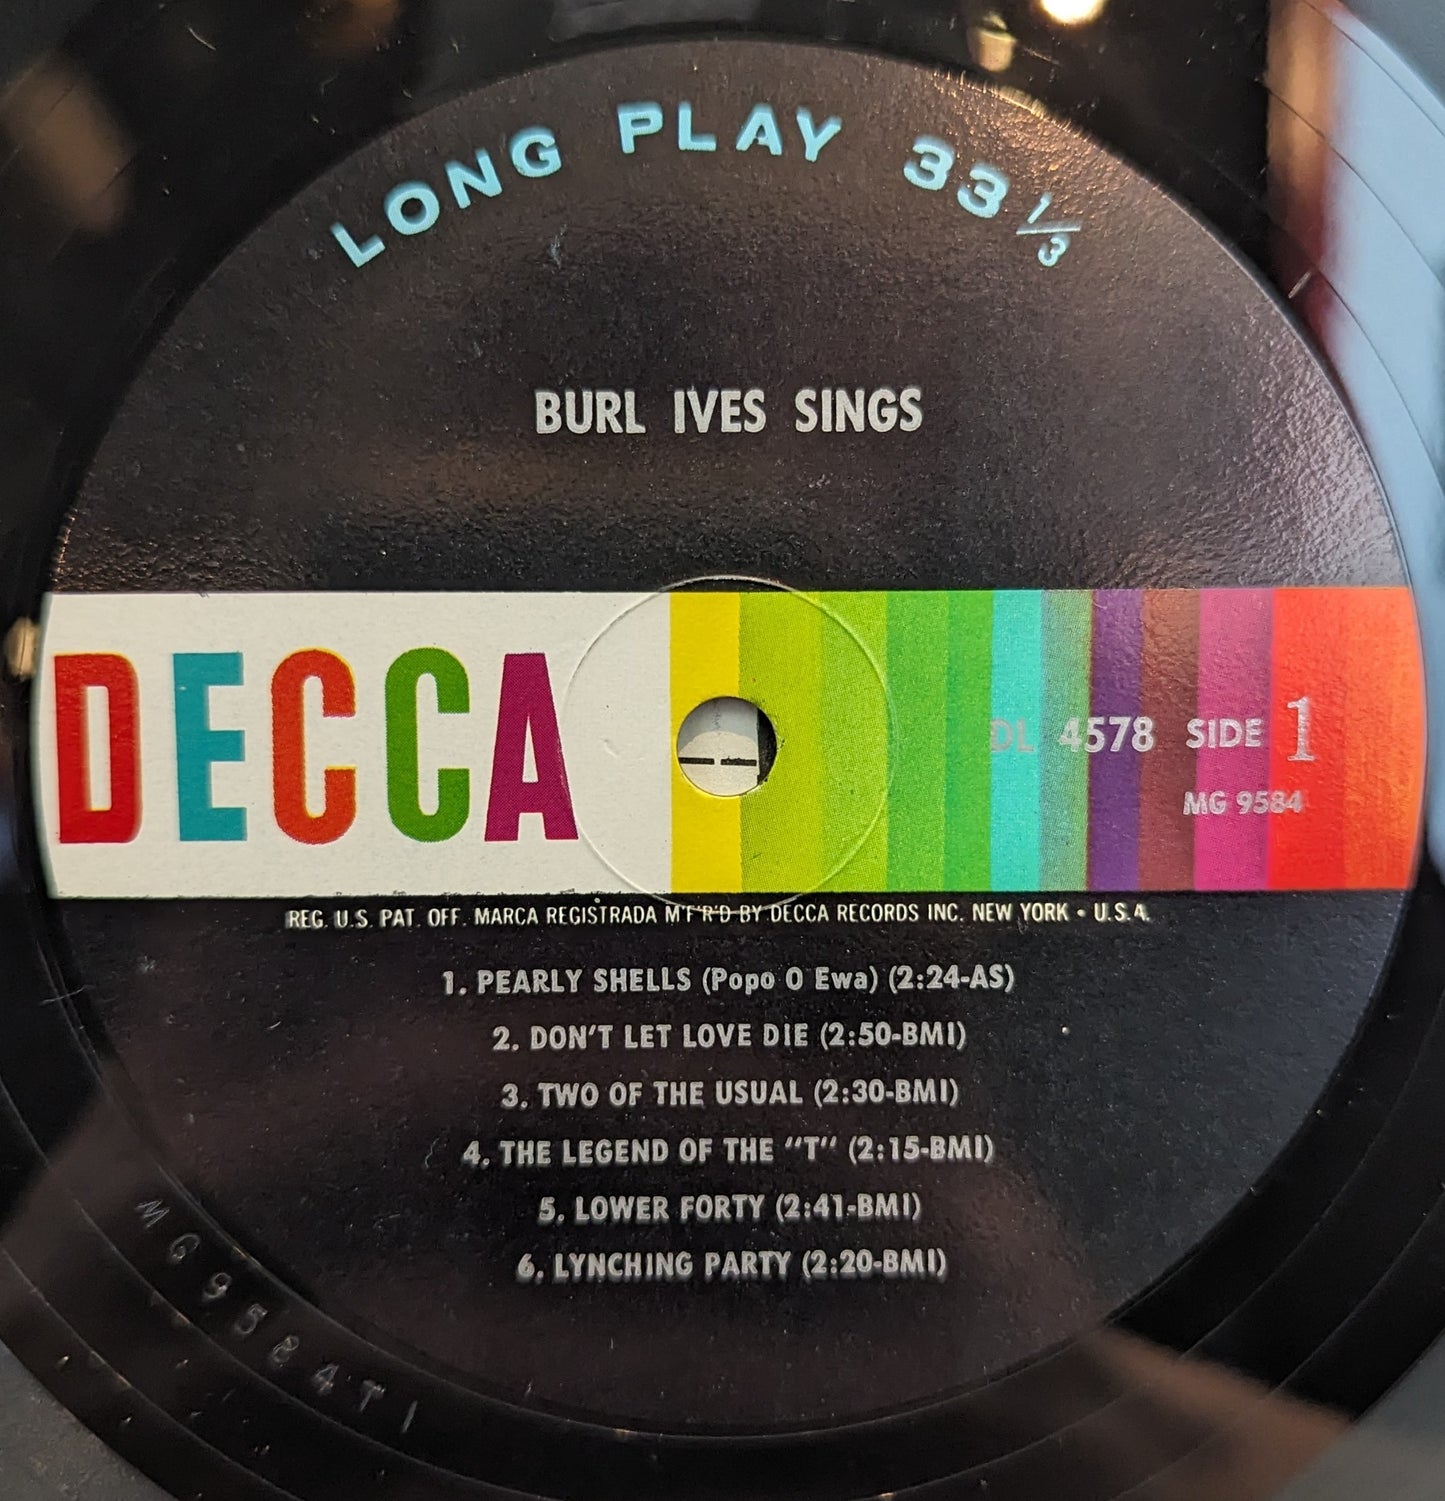 LONG PLAY 33 1/3
BURL IVES SINGS
DECCA
DL 4578 SIDE 1
MG 9584
REG. U.S. PAT. OFF. MARCA REGISTRADA M'F'R'D BY DECCA RECORDS INC. NEW YORK • U.S.A.
1. PEARLY SHELLS (Popo O Ewa) (2:24-AS)
2. DON'T LET LOVE DIE (2:50-BMI)
3. TWO OF THE USUAL (2:30-BMI)
4. THE LEGEND OF THE "T" (2:15-BMI)
5. LOWER FORTY (2:41-BMI)
6. LYNCHING PARTY (2:20-BMI)
MG9584T1